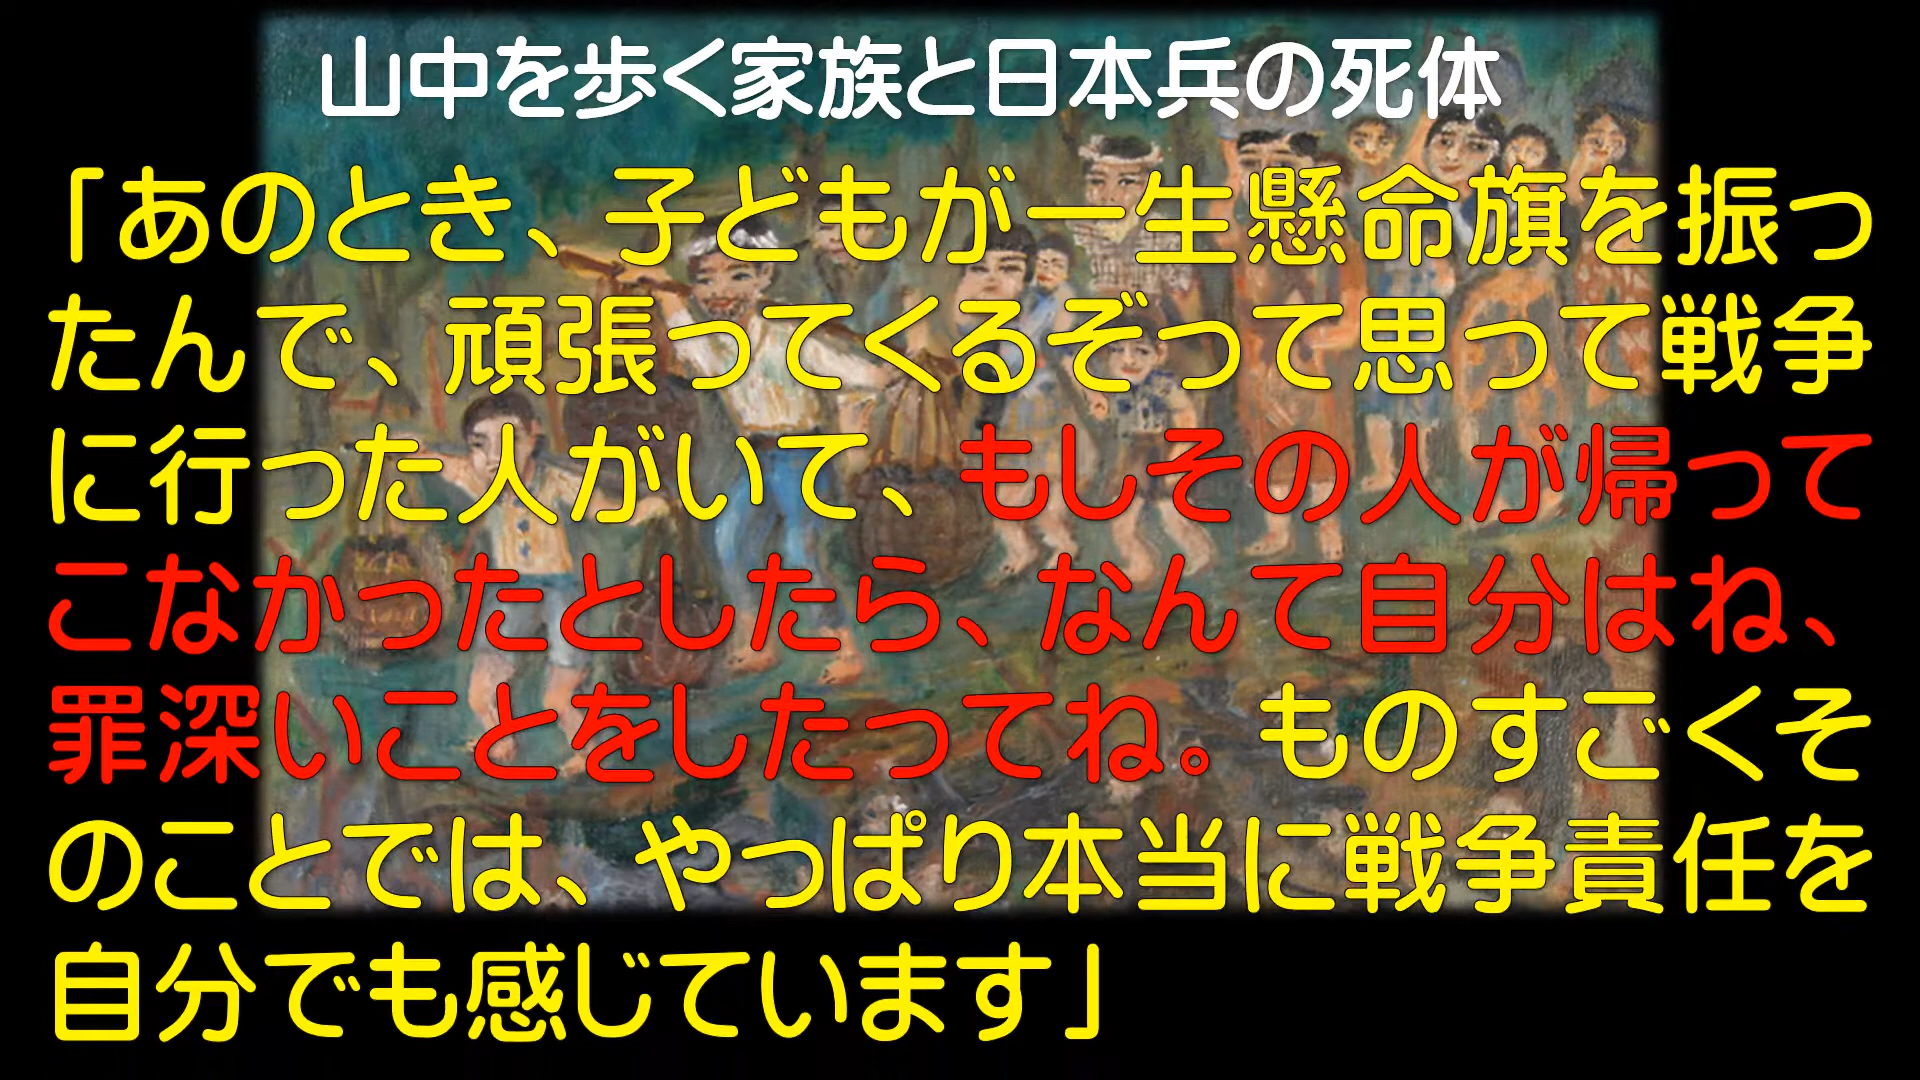 山中を歩く家族と日本兵の死体
「あのとき、子どもが一生懸命旗を振っ
たんで、頑張ってくるぞって思って戦争
に行った人がいて、もしその人が帰って
こなかったとしたら、なんて自分はね、
罪深いことをしたってね。ものすごくそ
のことでは、やっぱり本当に戦争責任を
自分でも感じています」